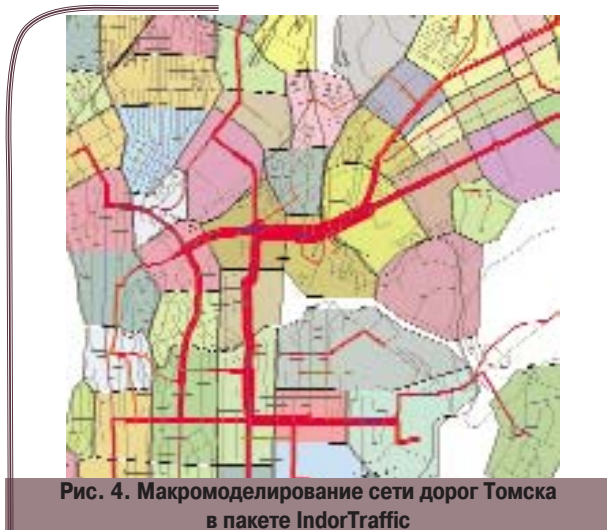 Рис. 4. Макромоделирование сети дорог Томска
в пакете IndorTraffic